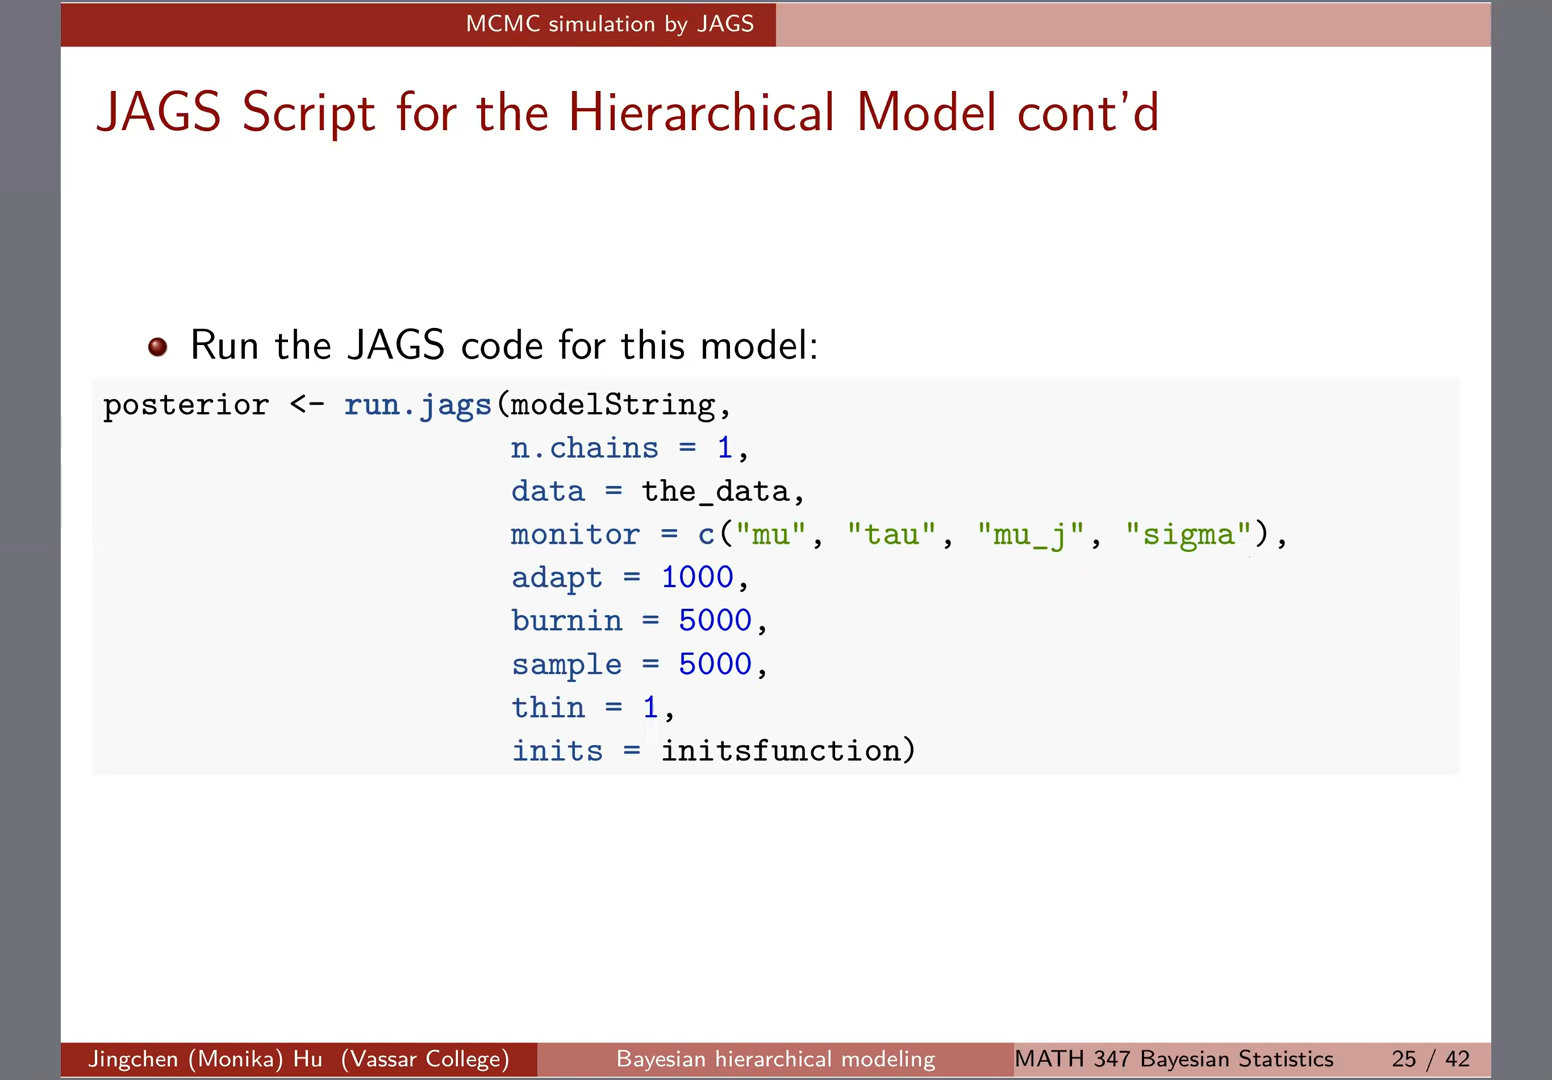 MCMC simulation by JAGS
JAGS Script for the Hierarchical Model cont'd
Run the JAGS code for this model:
posterior <- run.jags(modelString,
n.chains = 1,
data = the_data,
monitor = c("mu", "tau", "mu_j", "sigma"),
adapt = 1000,
burnin = 5000,
sample = 5000,
thin = 1,
inits = initsfunction)
Jingchen (Monika) Hu (Vassar College) Bayesian hierarchical modeling MATH 347 Bayesian Statistics 25 / 42